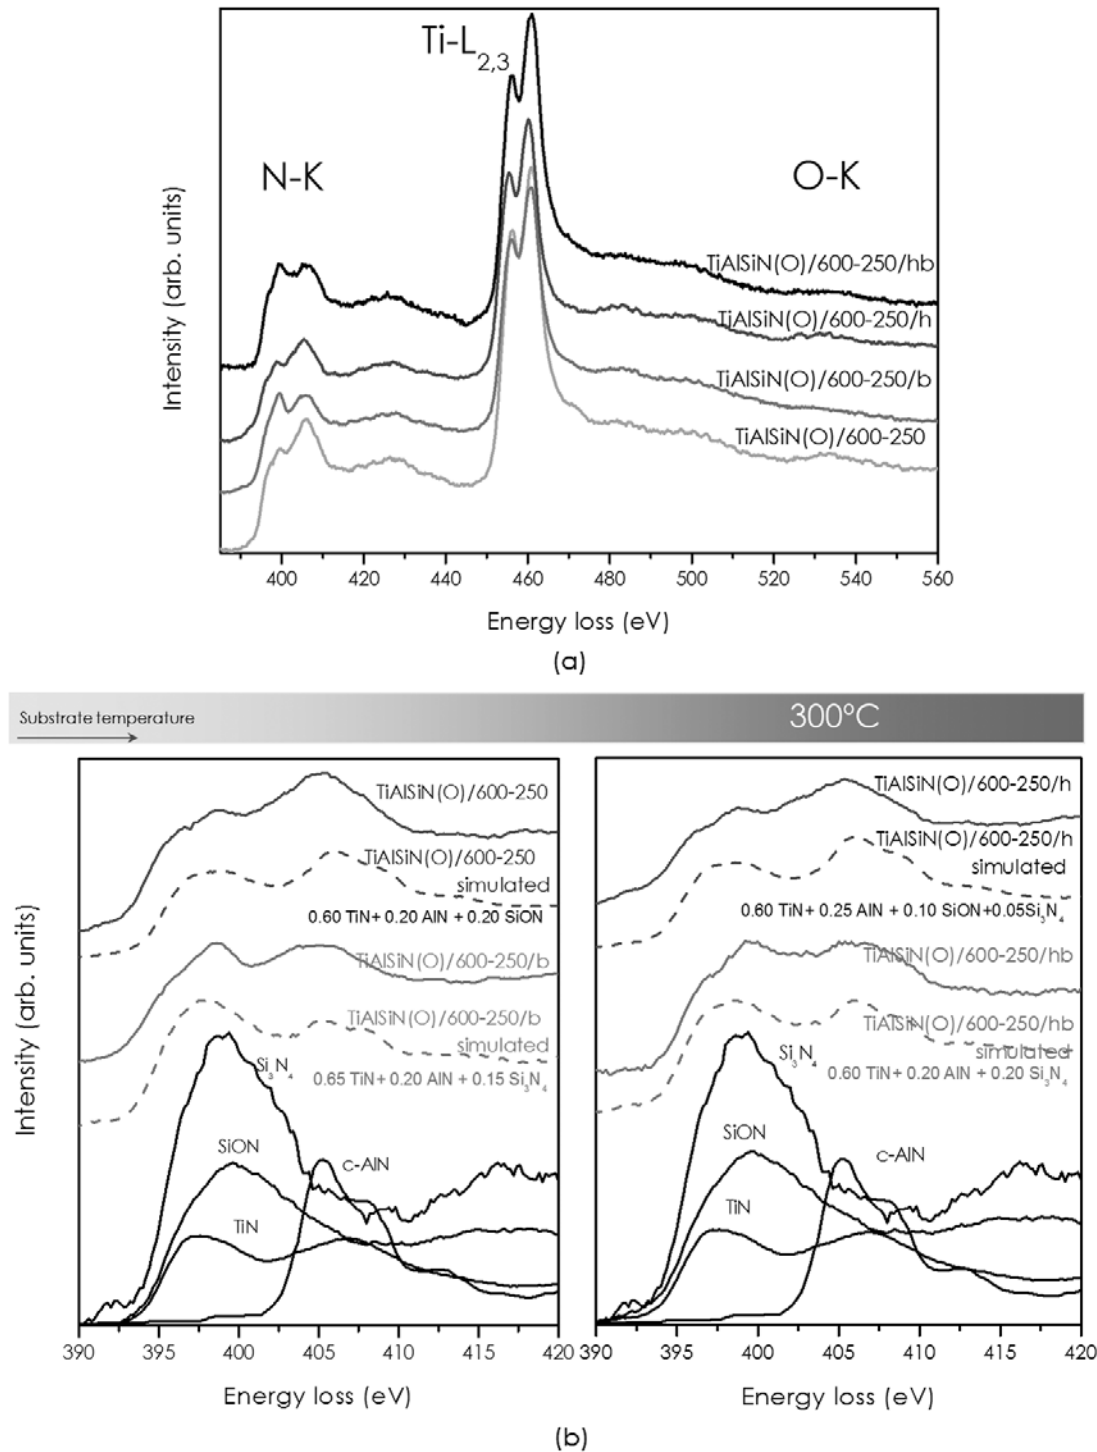 Ti-L2,3
N-K
O-K
TiAlSiN(O)/600-250/hb
TiAlSiN(O)/600-250/h
TiAlSiN(O)/600-250/b
TiAlSiN(O)/600-250
Intensity (arb. units)
400 420 440 460 480 500 520 540 560
Energy loss (eV)
(a)
Substrate temperature
300ºC
TiAlSiN(O)/600-250
TiAlSiN(O)/600-250
simulated
0.60 TiN+ 0.20 AlN + 0.20 SiON
TiAlSiN(O)/600-250/b
TiAlSiN(O)/600-250/b
simulated
Si3N4
0.65 TiN+ 0.20 AlN + 0.15 Si3N4
SiON
c-AlN
TiN
Intensity (arb. units)
390 395 400 405 410 415 420
Energy loss (eV)
TiAlSiN(O)/600-250/h
TiAlSiN(O)/600-250/h
simulated
0.60 TiN + 0.25 AlN + 0.10 SiON+0.05Si3N4
TiAlSiN(O)/600-250/hb
TiAlSiN(O)/600-250/hb
simulated
Si3N4
0.60 TiN+ 0.20 AlN + 0.20 Si3N4
SiON
c-AlN
TiN
390 395 400 405 410 415 420
Energy loss (eV)
(b)